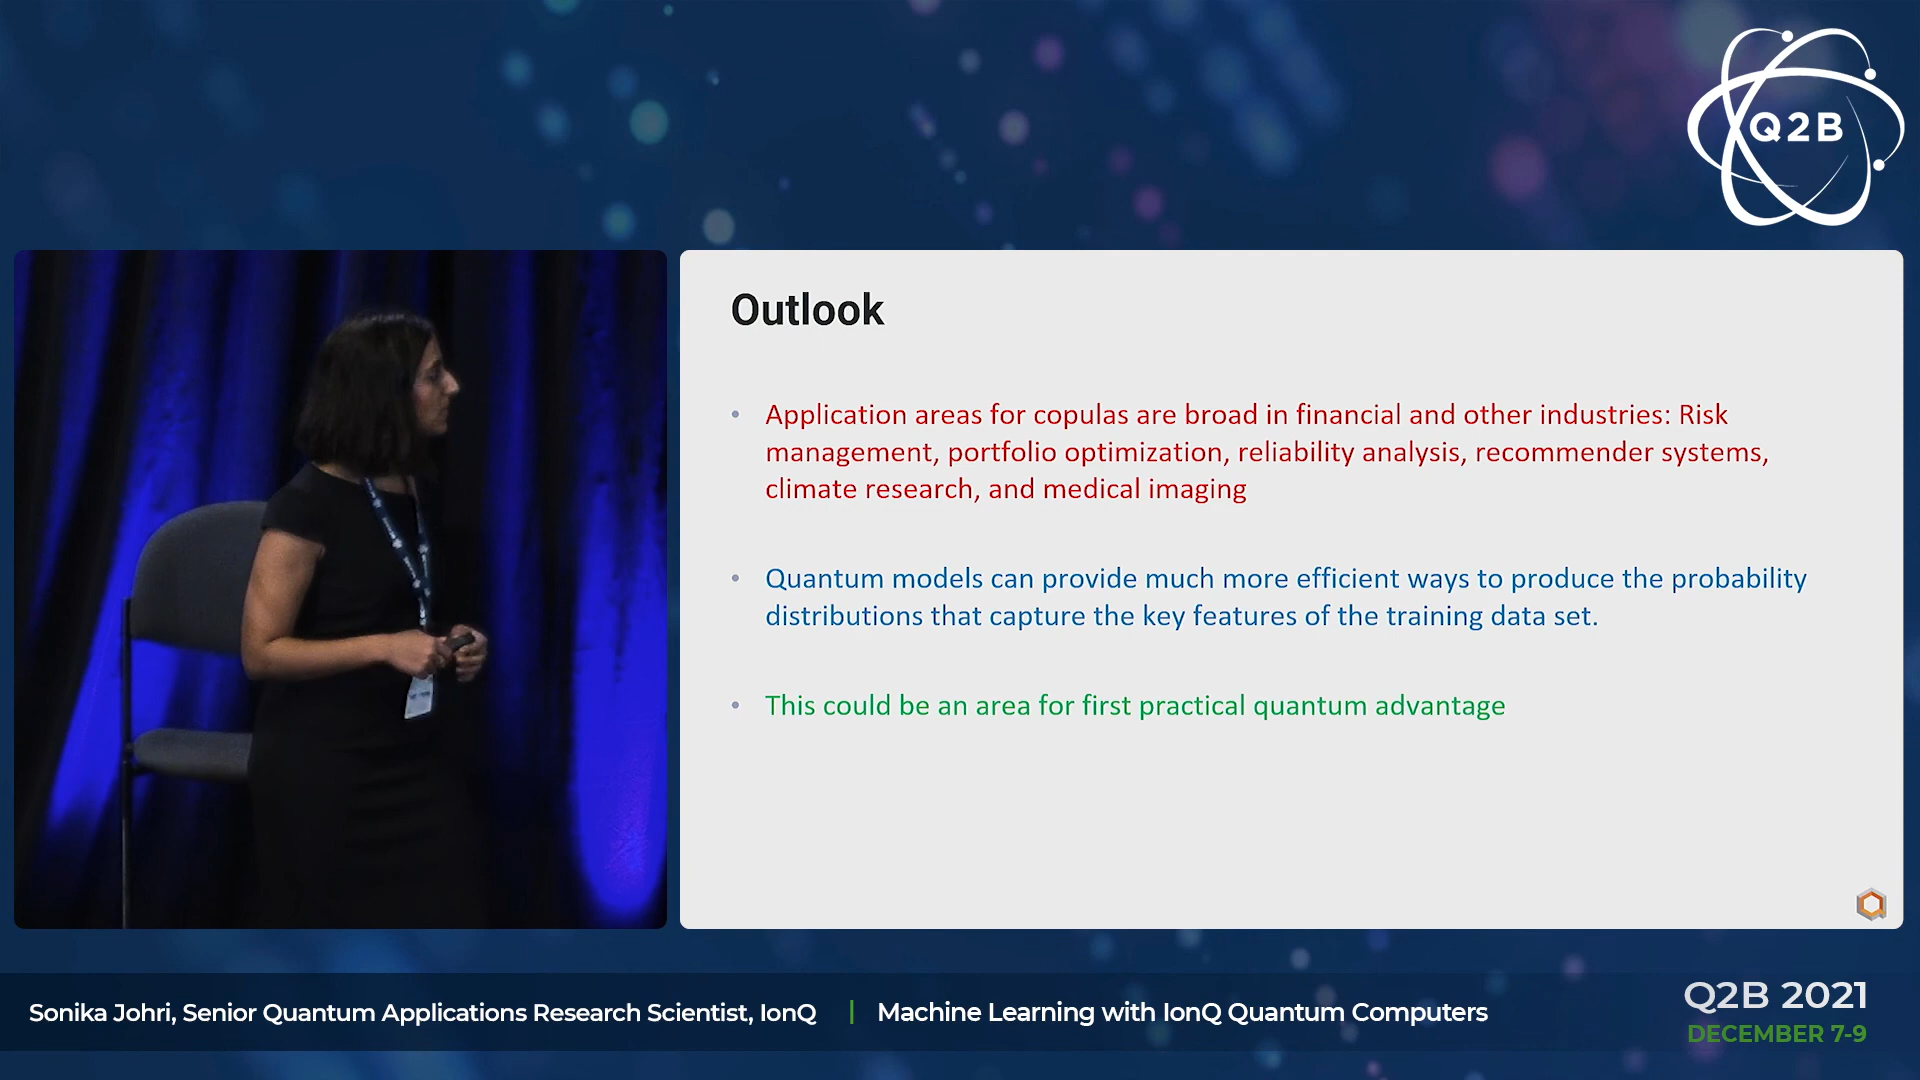 Q2B
Outlook
• Application areas for copulas are broad in financial and other industries: Risk
management, portfolio optimization, reliability analysis, recommender systems,
climate research, and medical imaging
• Quantum models can provide much more efficient ways to produce the probability
distributions that capture the key features of the training data set.
• This could be an area for first practical quantum advantage
Sonika Johri, Senior Quantum Applications Research Scientist, IonQ | Machine Learning with IonQ Quantum Computers
Q2B 2021
DECEMBER 7-9